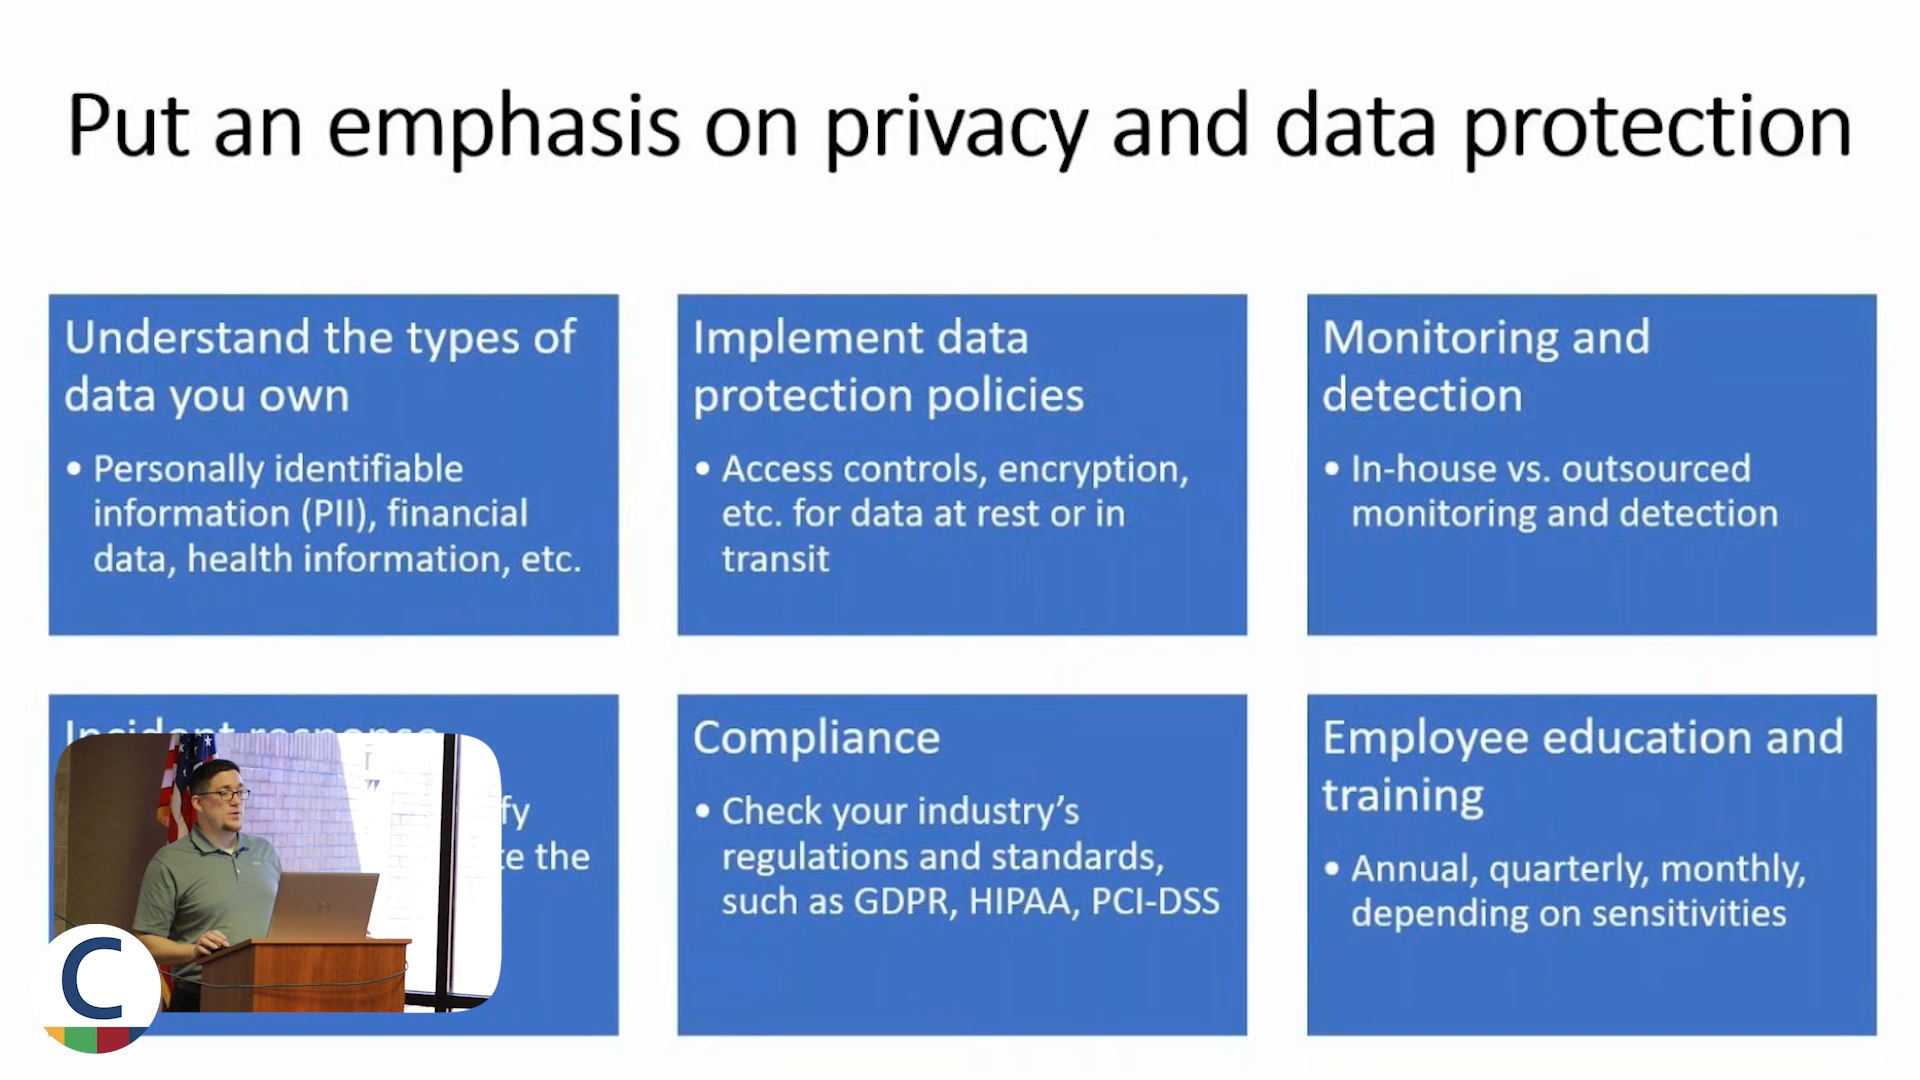 Put an emphasis on privacy and data protection
Understand the types of
data you own
• Personally identifiable
information (PII), financial
data, health information, etc.
Implement data
protection policies
• Access controls, encryption,
etc. for data at rest or in
transit
Monitoring and
detection
• In-house vs. outsourced
monitoring and detection
Incident response
the
Compliance
• Check your industry’s
regulations and standards,
such as GDPR, HIPAA, PCI-DSS
Employee education and
training
• Annual, quarterly, monthly,
depending on sensitivities
C